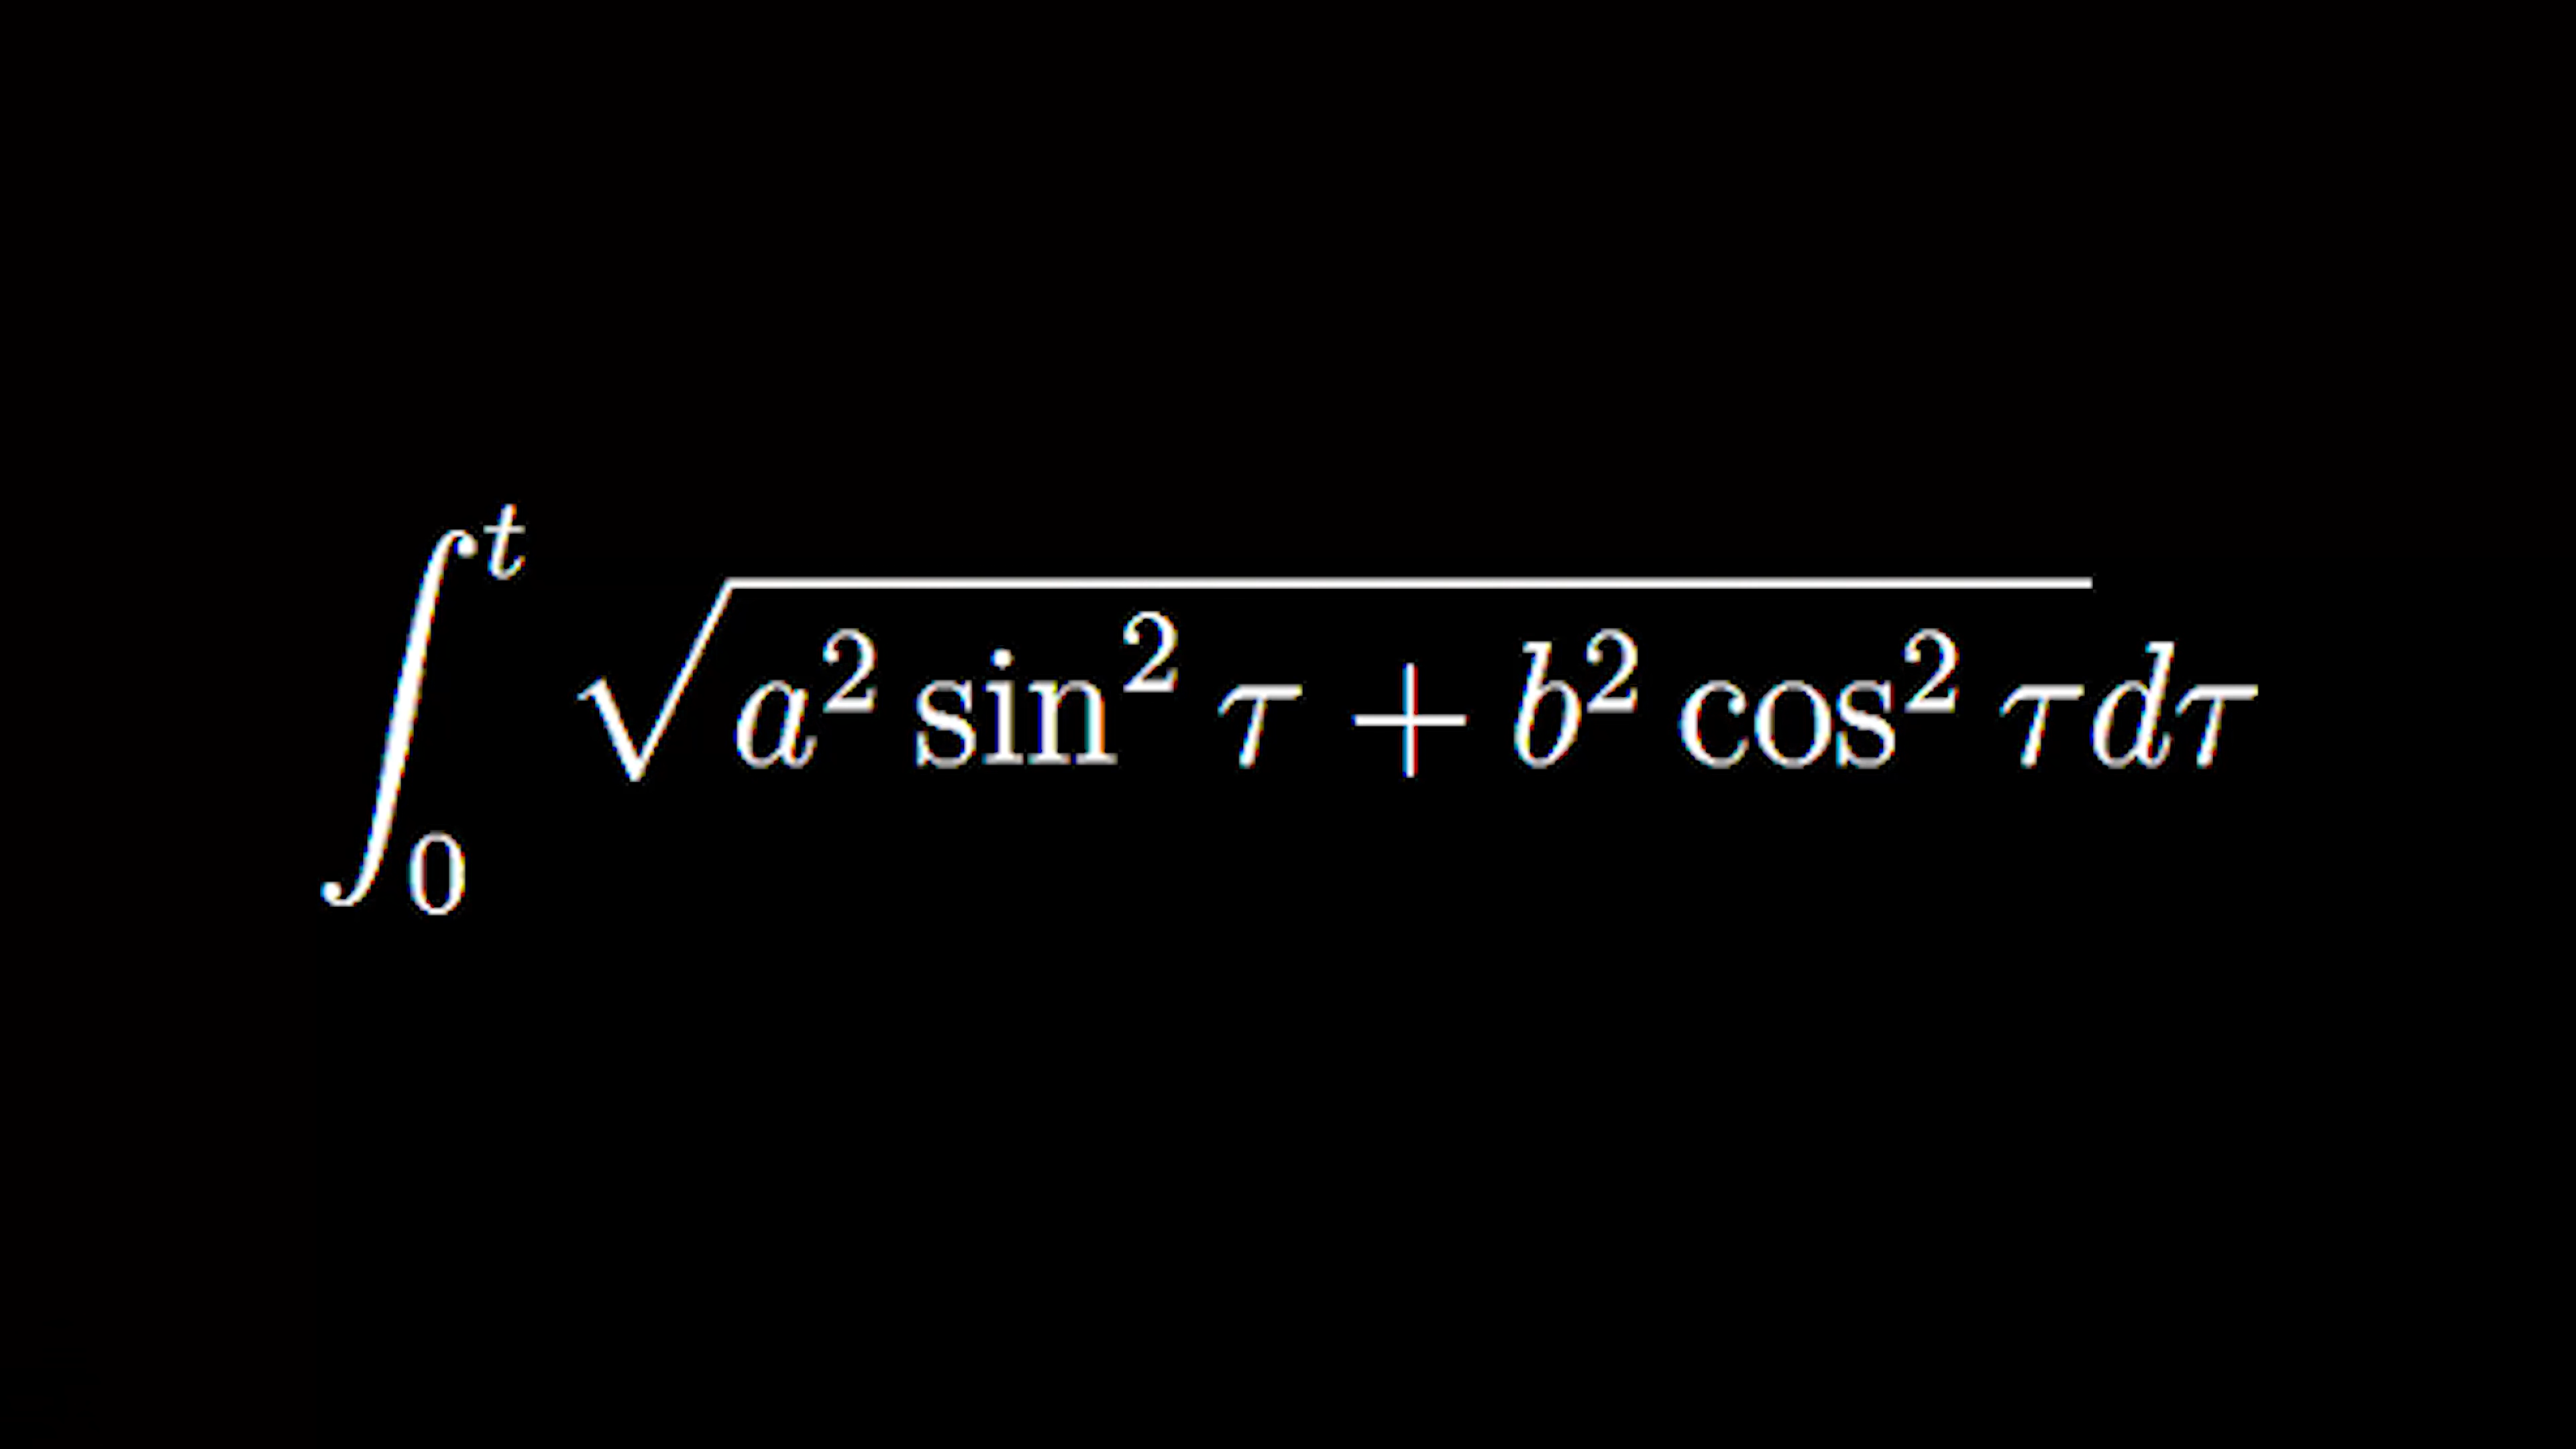 ∫₀ᵗ √(a² sin² τ + b² cos² τ) dτ